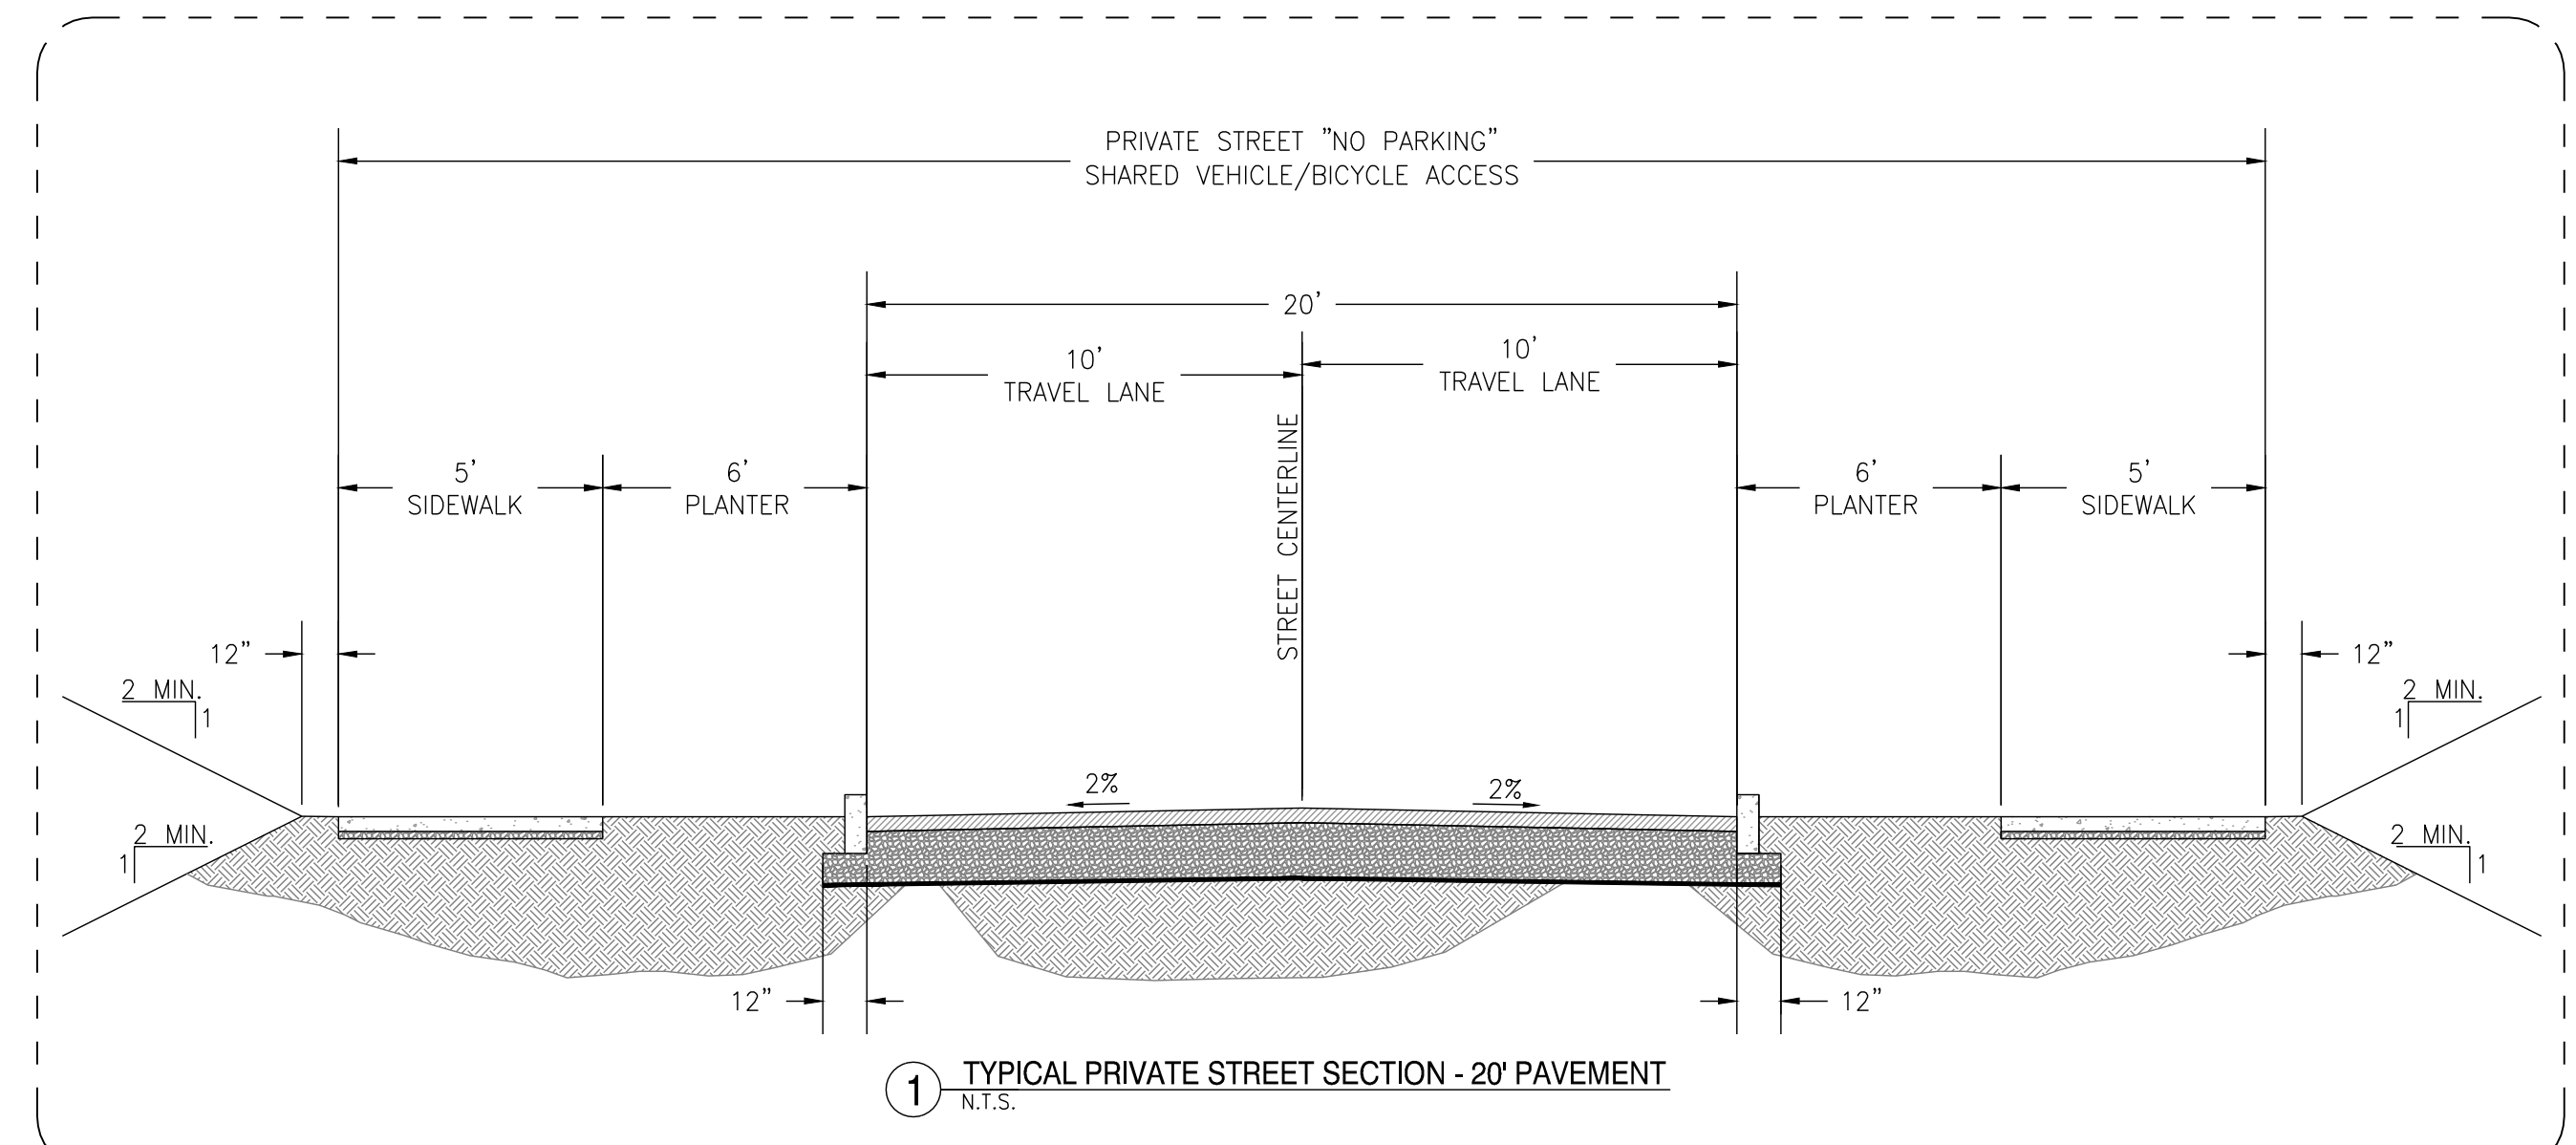 PRIVATE STREET "NO PARKING"
SHARED VEHICLE/BICYCLE ACCESS
20'
10'
TRAVEL LANE
10'
TRAVEL LANE
STREET CENTERLINE
5'
SIDEWALK
6'
PLANTER
6'
PLANTER
5'
SIDEWALK
12"
12"
2 MIN.
1
2 MIN.
1
2%
2%
2 MIN.
1
2 MIN.
1
12"
12"
1
TYPICAL PRIVATE STREET SECTION - 20' PAVEMENT
N.T.S.